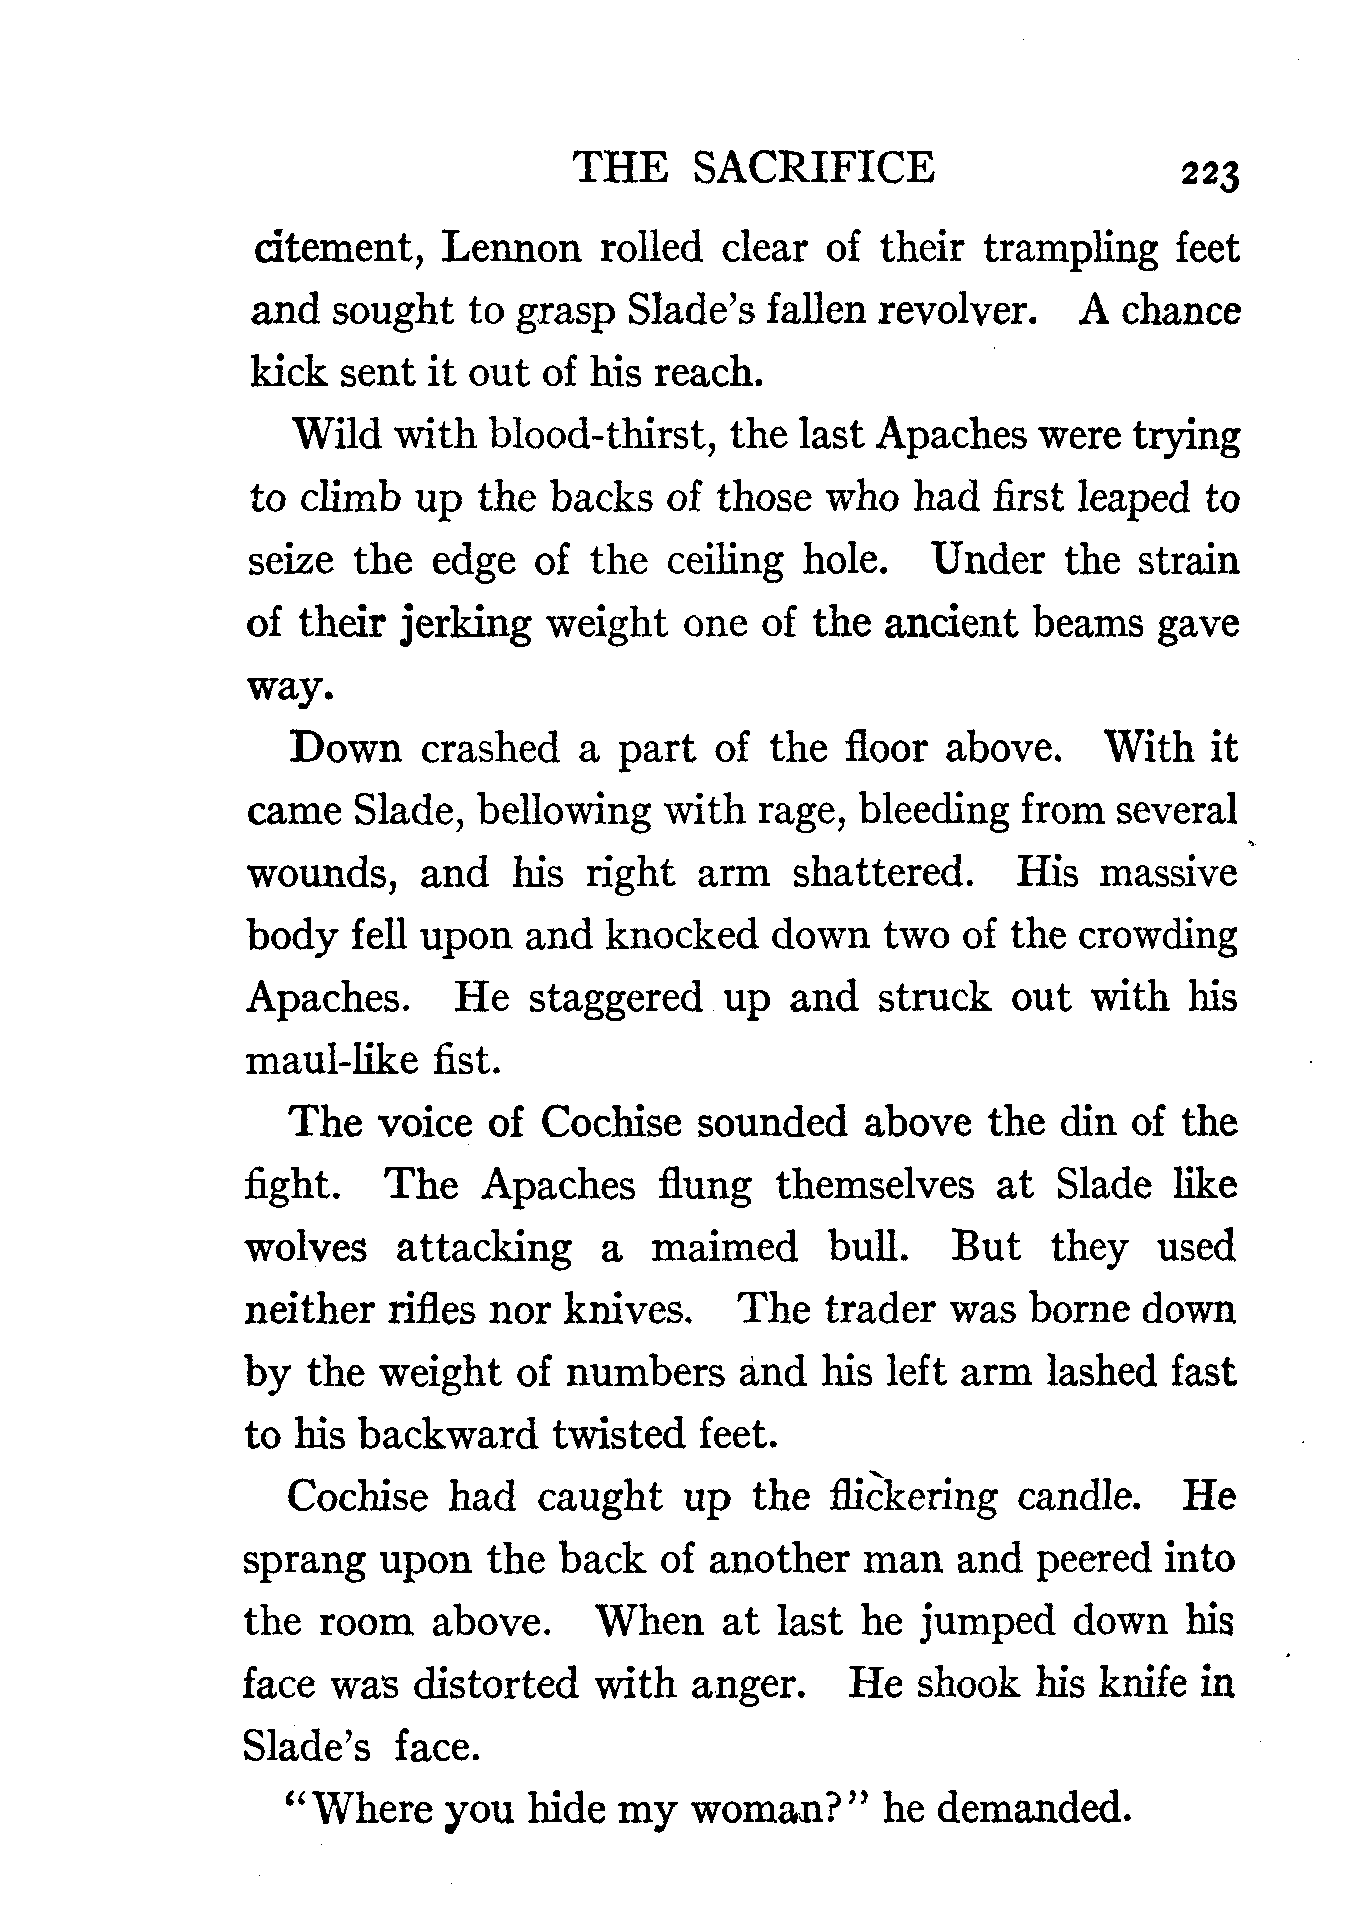 THE SACRIFICE 223
citement, Lennon rolled clear of their trampling feet
and sought to grasp Slade's fallen revolver. A chance
kick sent it out of his reach.
Wild with blood-thirst, the last Apaches were trying
to climb up the backs of those who had first leaped to
seize the edge of the ceiling hole. Under the strain
of their jerking weight one of the ancient beams gave
way.
Down crashed a part of the floor above. With it
came Slade, bellowing with rage, bleeding from several
wounds, and his right arm shattered. His massive
body fell upon and knocked down two of the crowding
Apaches. He staggered up and struck out with his
maul-like fist.
The voice of Cochise sounded above the din of the
fight. The Apaches flung themselves at Slade like
wolves attacking a maimed bull. But they used
neither rifles nor knives. The trader was borne down
by the weight of numbers and his left arm lashed fast
to his backward twisted feet.
Cochise had caught up the flickering candle. He
sprang upon the back of another man and peered into
the room above. When at last he jumped down his
face was distorted with anger. He shook his knife in
Slade's face.
"Where you hide my woman?" he demanded.